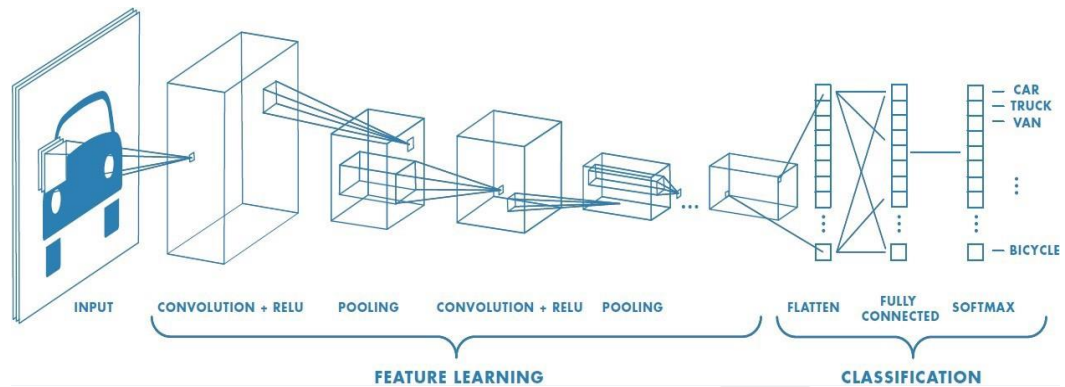 CAR
TRUCK
VAN
BICYCLE
INPUT
CONVOLUTION + RELU
POOLING
CONVOLUTION + RELU
POOLING
FLATTEN
FULLY
CONNECTED
SOFTMAX
FEATURE LEARNING
CLASSIFICATION